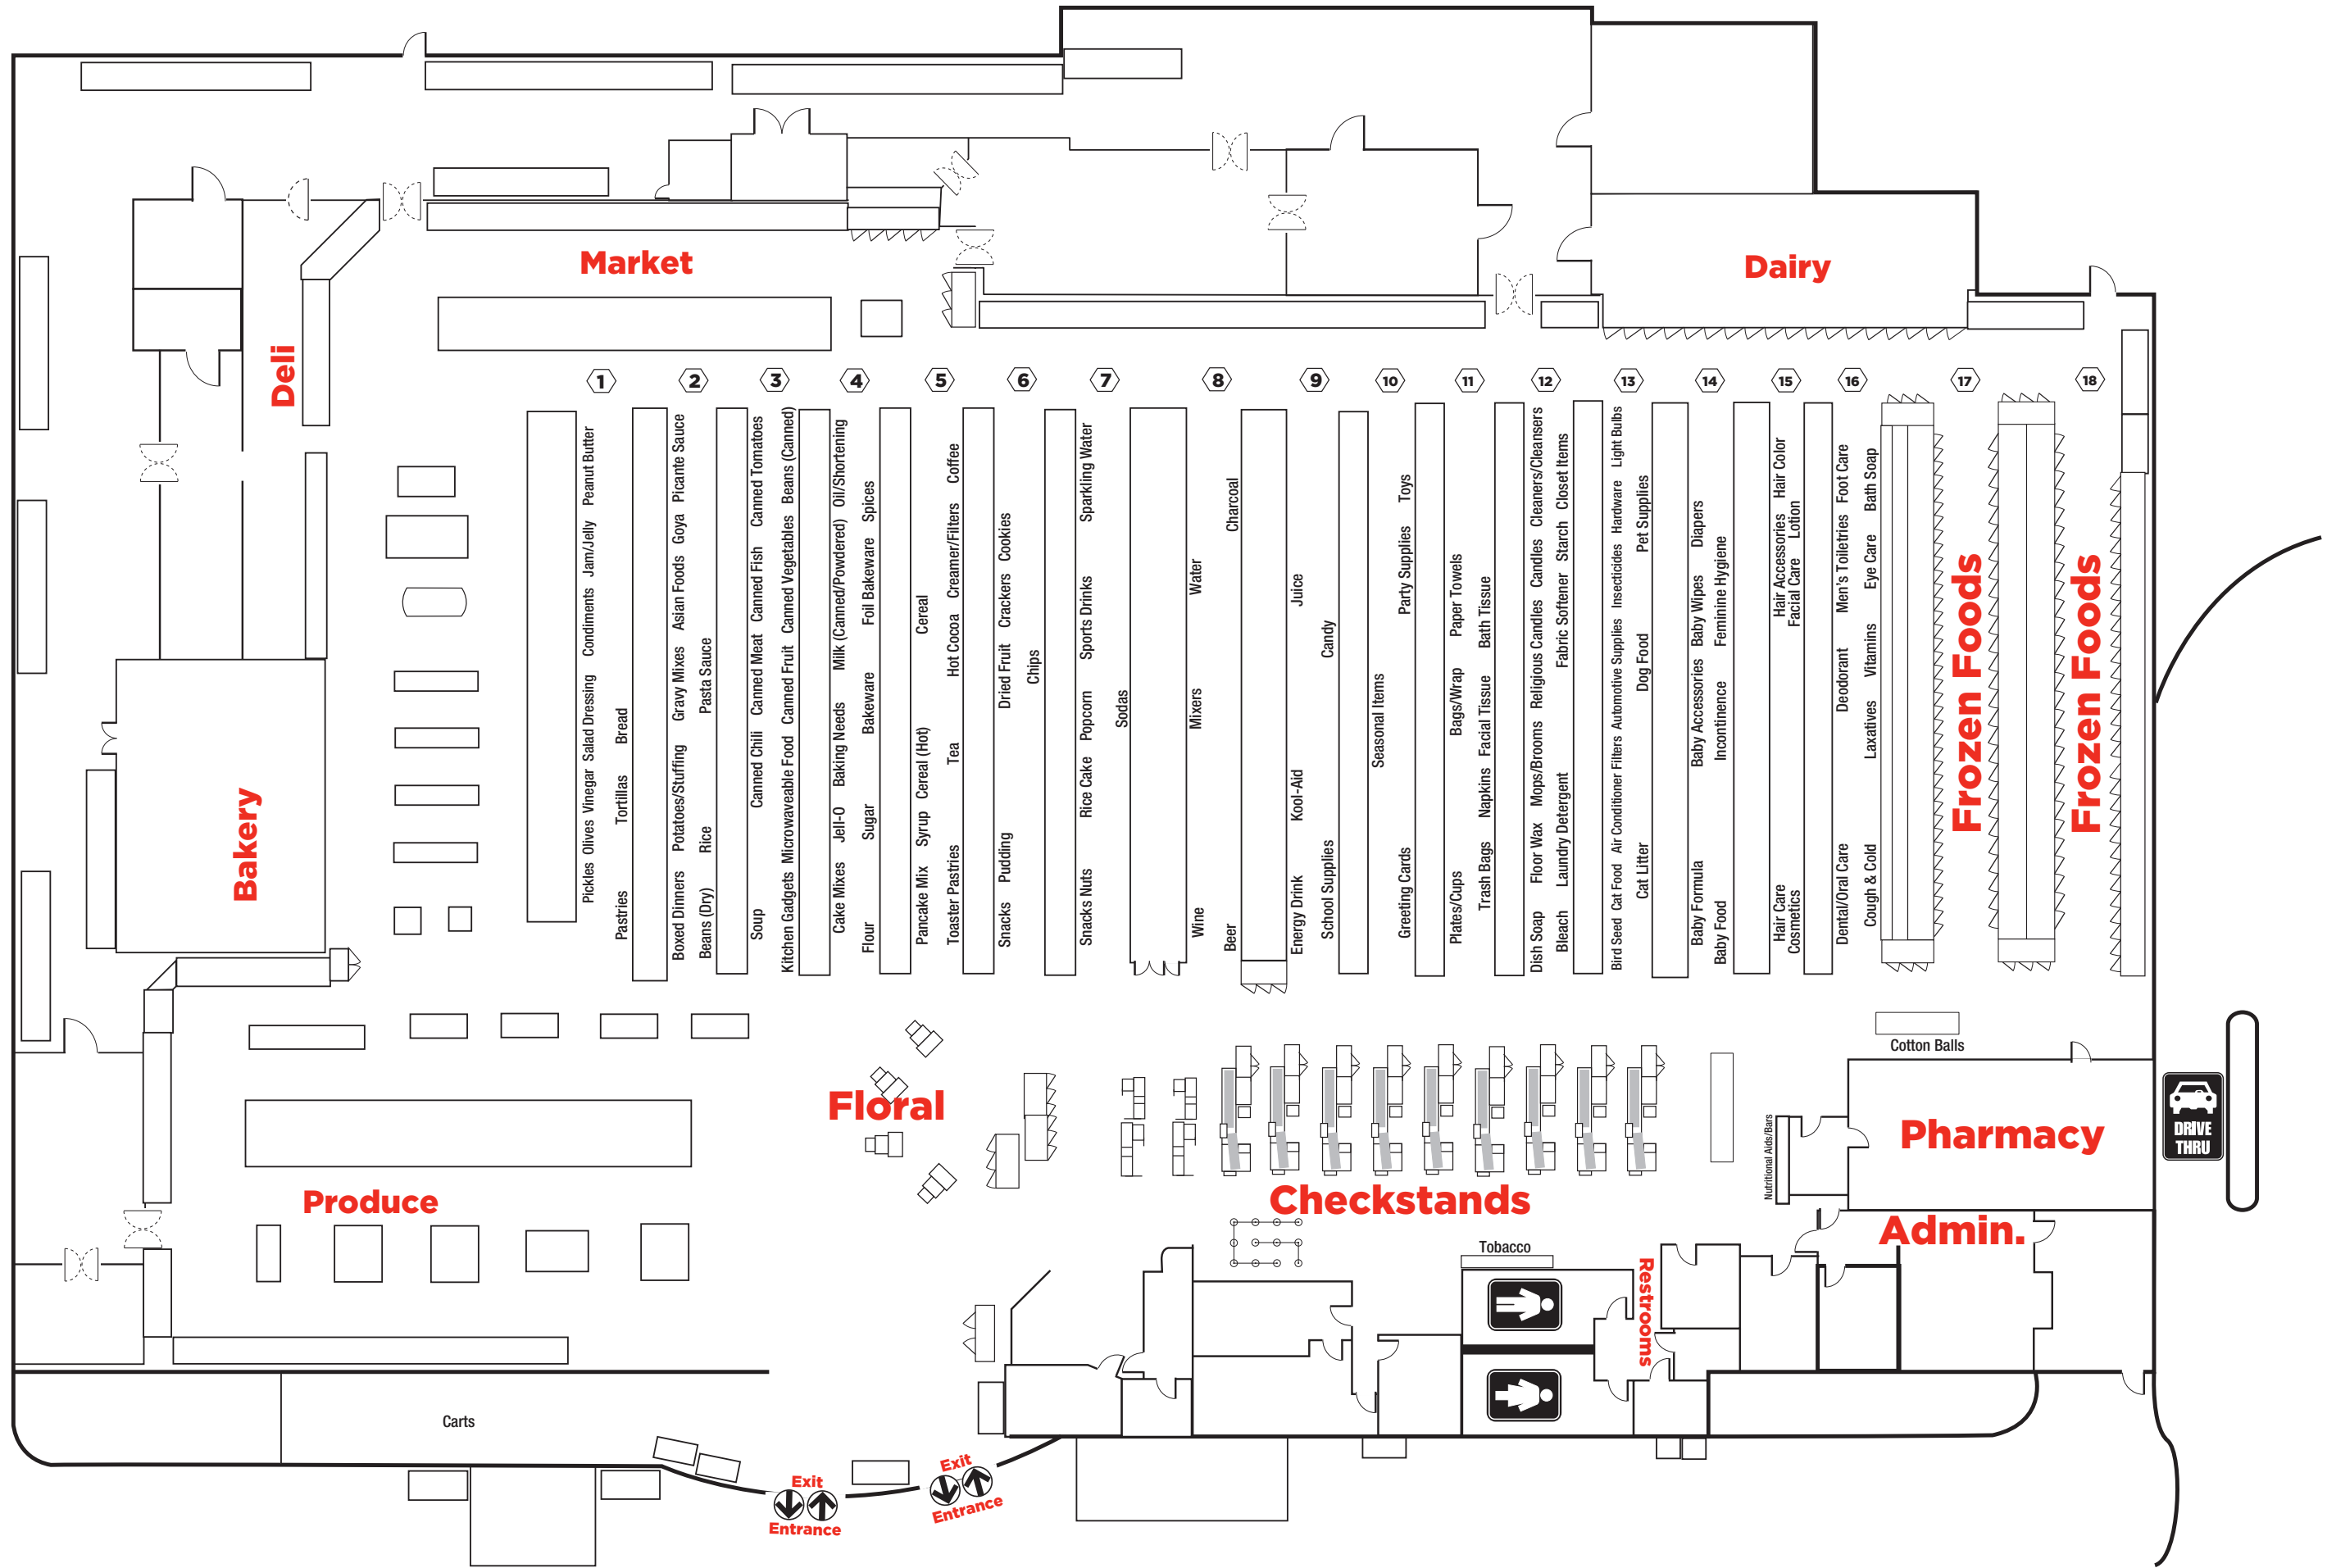 Market
Dairy
Deli
1
2
3
4
5
6
7
8
9
10
11
12
13
14
15
16
17
18
Pickles Olives Vinegar Salad Dressing Condiments Jam/Jelly Peanut Butter
Pastries Tortillas Bread
Boxed Dinners Potatoes/Stuffing Gravy Mixes Asian Foods Goya Picante Sauce
Beans (Dry) Rice Pasta Sauce
Soup Canned Chili Canned Meat Canned Fish Canned Tomatoes
Kitchen Gadgets Microwaveable Food Canned Fruit Canned Vegetables Beans (Canned)
Cake Mixes Jell-O Baking Needs Milk (Canned/Powdered) Oil/Shortening
Flour Sugar Bakeware Foil Bakeware Spices
Pancake Mix Syrup Cereal (Hot) Cereal
Toaster Pastries Tea Hot Cocoa Creamer/Filters Coffee
Snacks Pudding Dried Fruit Crackers Cookies
Chips
Snacks Nuts Rice Cake Popcorn Sports Drinks Sparkling Water
Sodas
Wine Mixers Water
Beer Charcoal
Energy Drink Kool-Aid Juice
School Supplies Candy
Seasonal Items
Greeting Cards Party Supplies Toys
Plates/Cups Bags/Wrap Paper Towels
Trash Bags Napkins Facial Tissue Bath Tissue
Dish Soap Floor Wax Mops/Brooms Religious Candles Candles Cleaners/Cleansers
Bleach Laundry Detergent Fabric Softener Starch Closet Items
Bird Seed Cat Food Air Conditioner Filters Automotive Supplies Insecticides Hardware Light Bulbs
Cat Litter Dog Food Pet Supplies
Baby Formula Baby Accessories Baby Wipes Diapers
Baby Food Incontinence Feminine Hygiene
Hair Care Hair Accessories Hair Color
Cosmetics Facial Care Lotion
Dental/Oral Care Deodorant Men's Toiletries Foot Care
Cough & Cold Laxatives Vitamins Eye Care Bath Soap
Frozen Foods
Frozen Foods
Bakery
Cotton Balls
Floral
Nutritional Aids/Bars
Pharmacy
DRIVE
THRU
Produce
Checkstands
Admin.
Tobacco
Restrooms
Carts
Exit
Entrance
Exit
Entrance